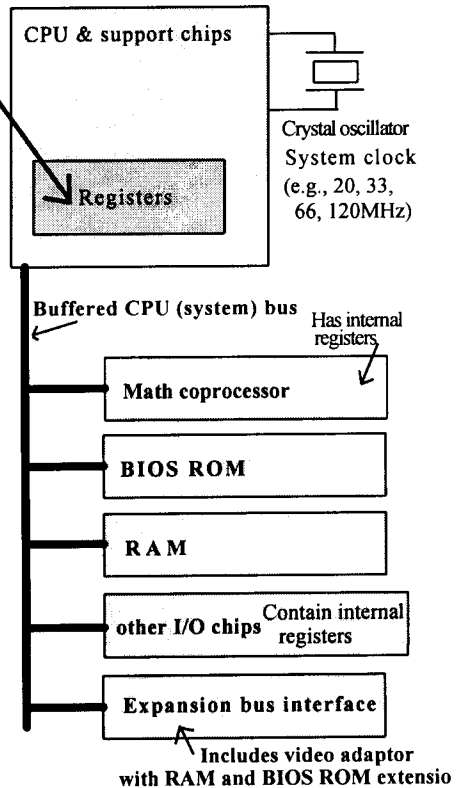 CPU & support chips
Registers
Crystal oscillator
System clock
(e.g., 20, 33,
66, 120MHz)
Buffered CPU (system) bus
Has internal
registers
Math coprocessor
BIOS ROM
RAM
other I/O chips Contain internal
registers
Expansion bus interface
Includes video adaptor
with RAM and BIOS ROM extensio